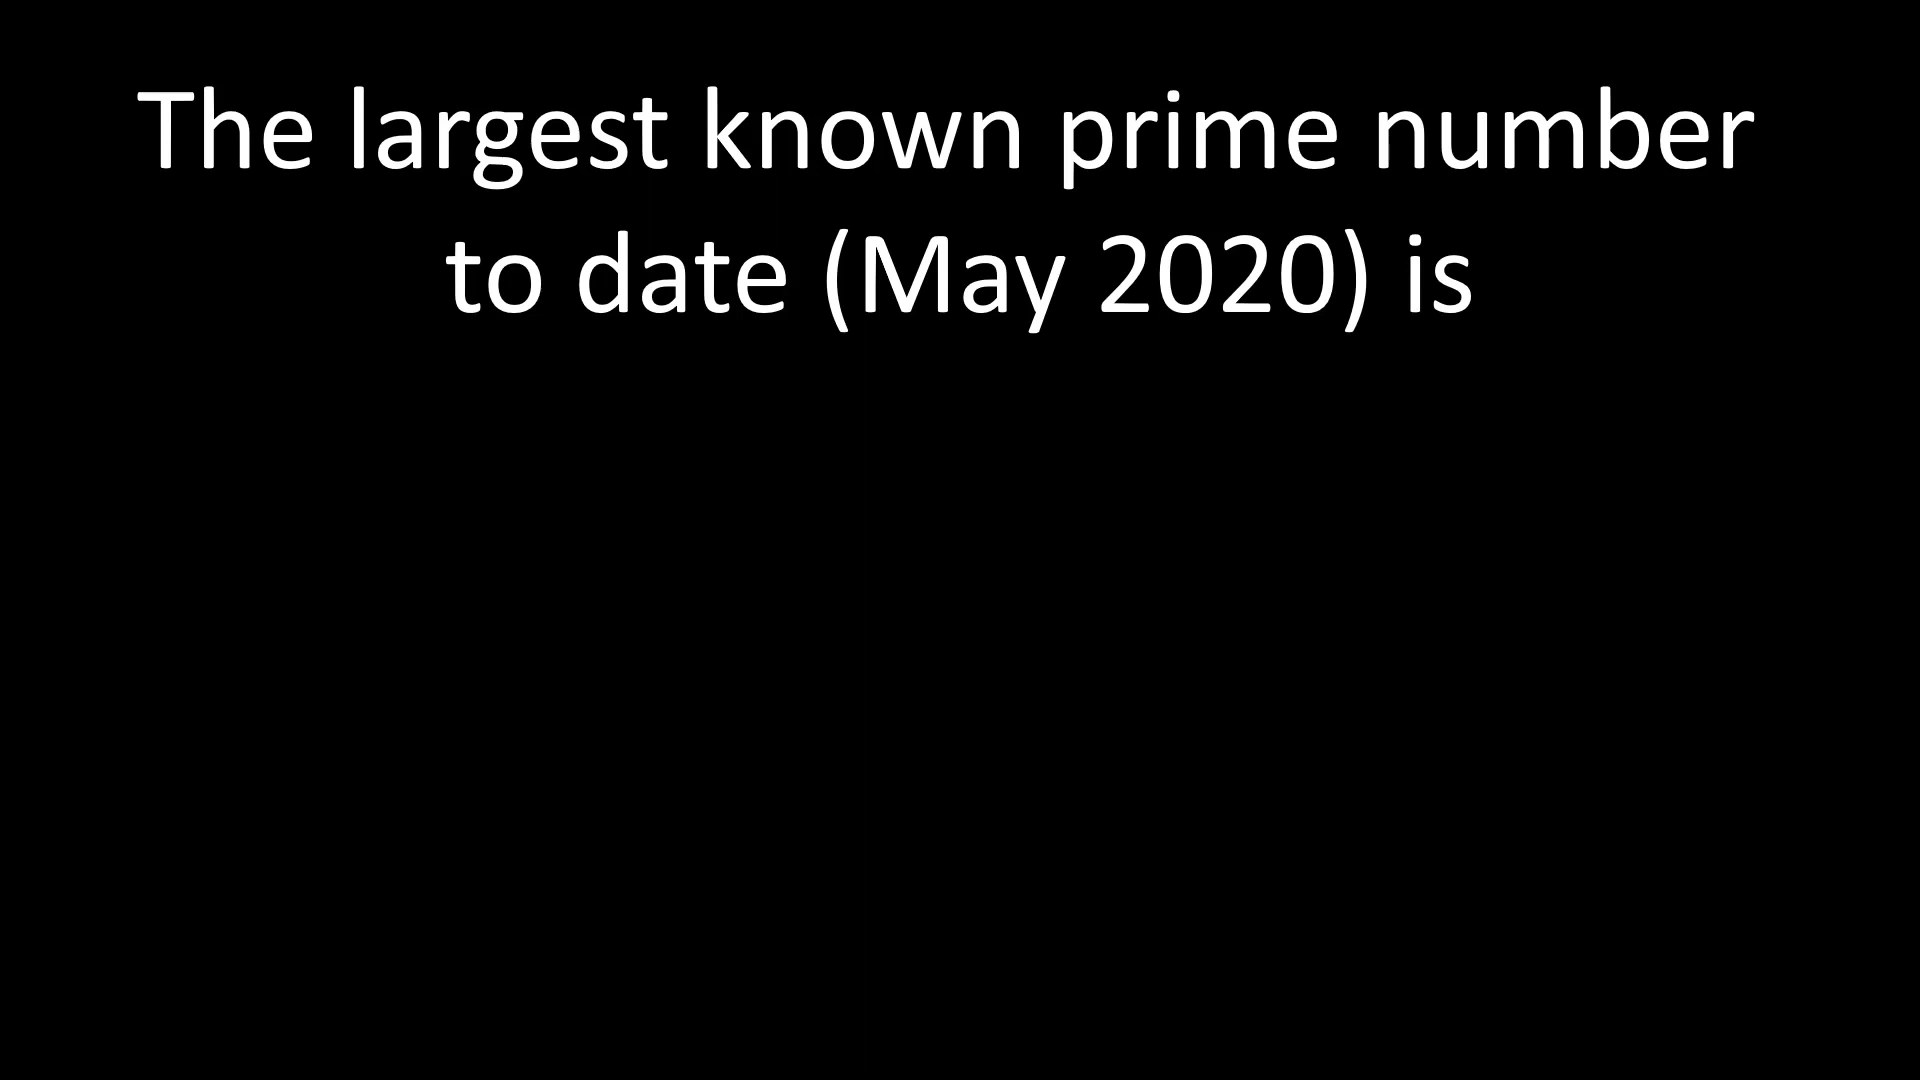 The largest known prime number
to date (May 2020) is